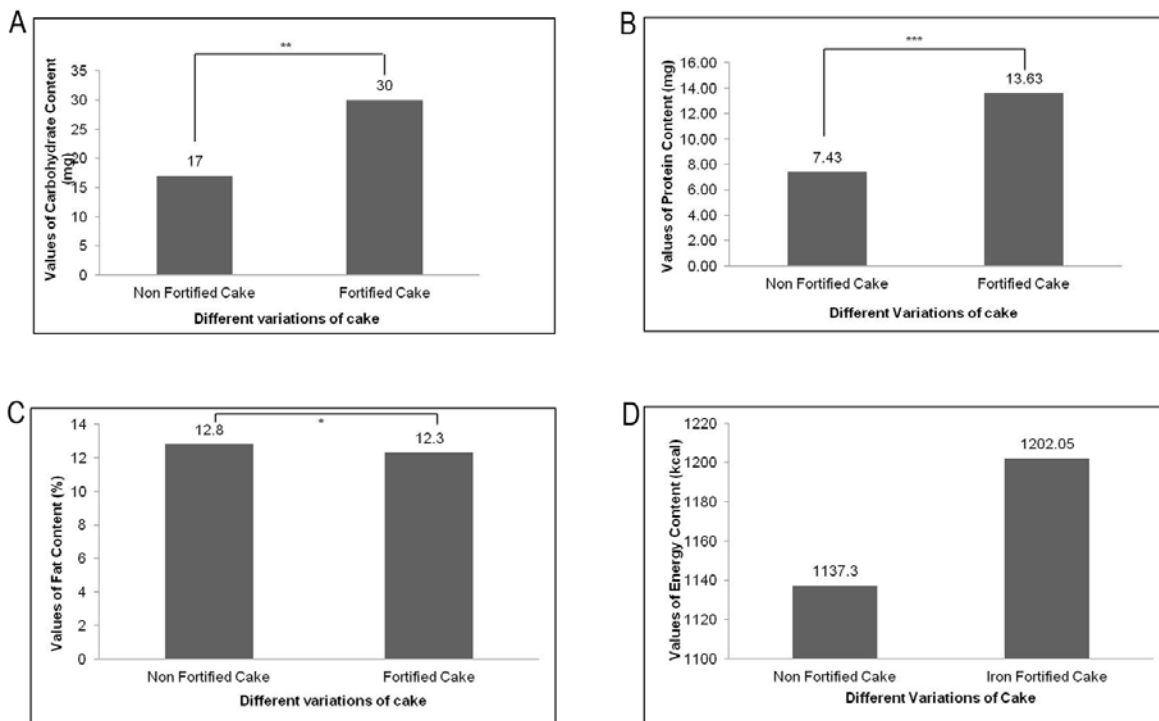 A
Values of Carbohydrate Content
(mg)
35
30
25
20
15
10
5
0
**
17
30
Non Fortified Cake
Fortified Cake
Different variations of cake
B
Values of Protein Content (mg)
16.00
14.00
12.00
10.00
8.00
6.00
4.00
2.00
0.00
***
7.43
13.63
Non Fortified Cake
Fortified Cake
Different Variations of cake
C
Values of Fat Content (%)
14
12
10
8
6
4
2
0
*
12.8
12.3
Non Fortified Cake
Fortified Cake
Different variations of cake
D
Values of Energy Content (kcal)
1220
1200
1180
1160
1140
1120
1100
1137.3
1202.05
Non Fortified Cake
Iron Fortified Cake
Different Variations of Cake